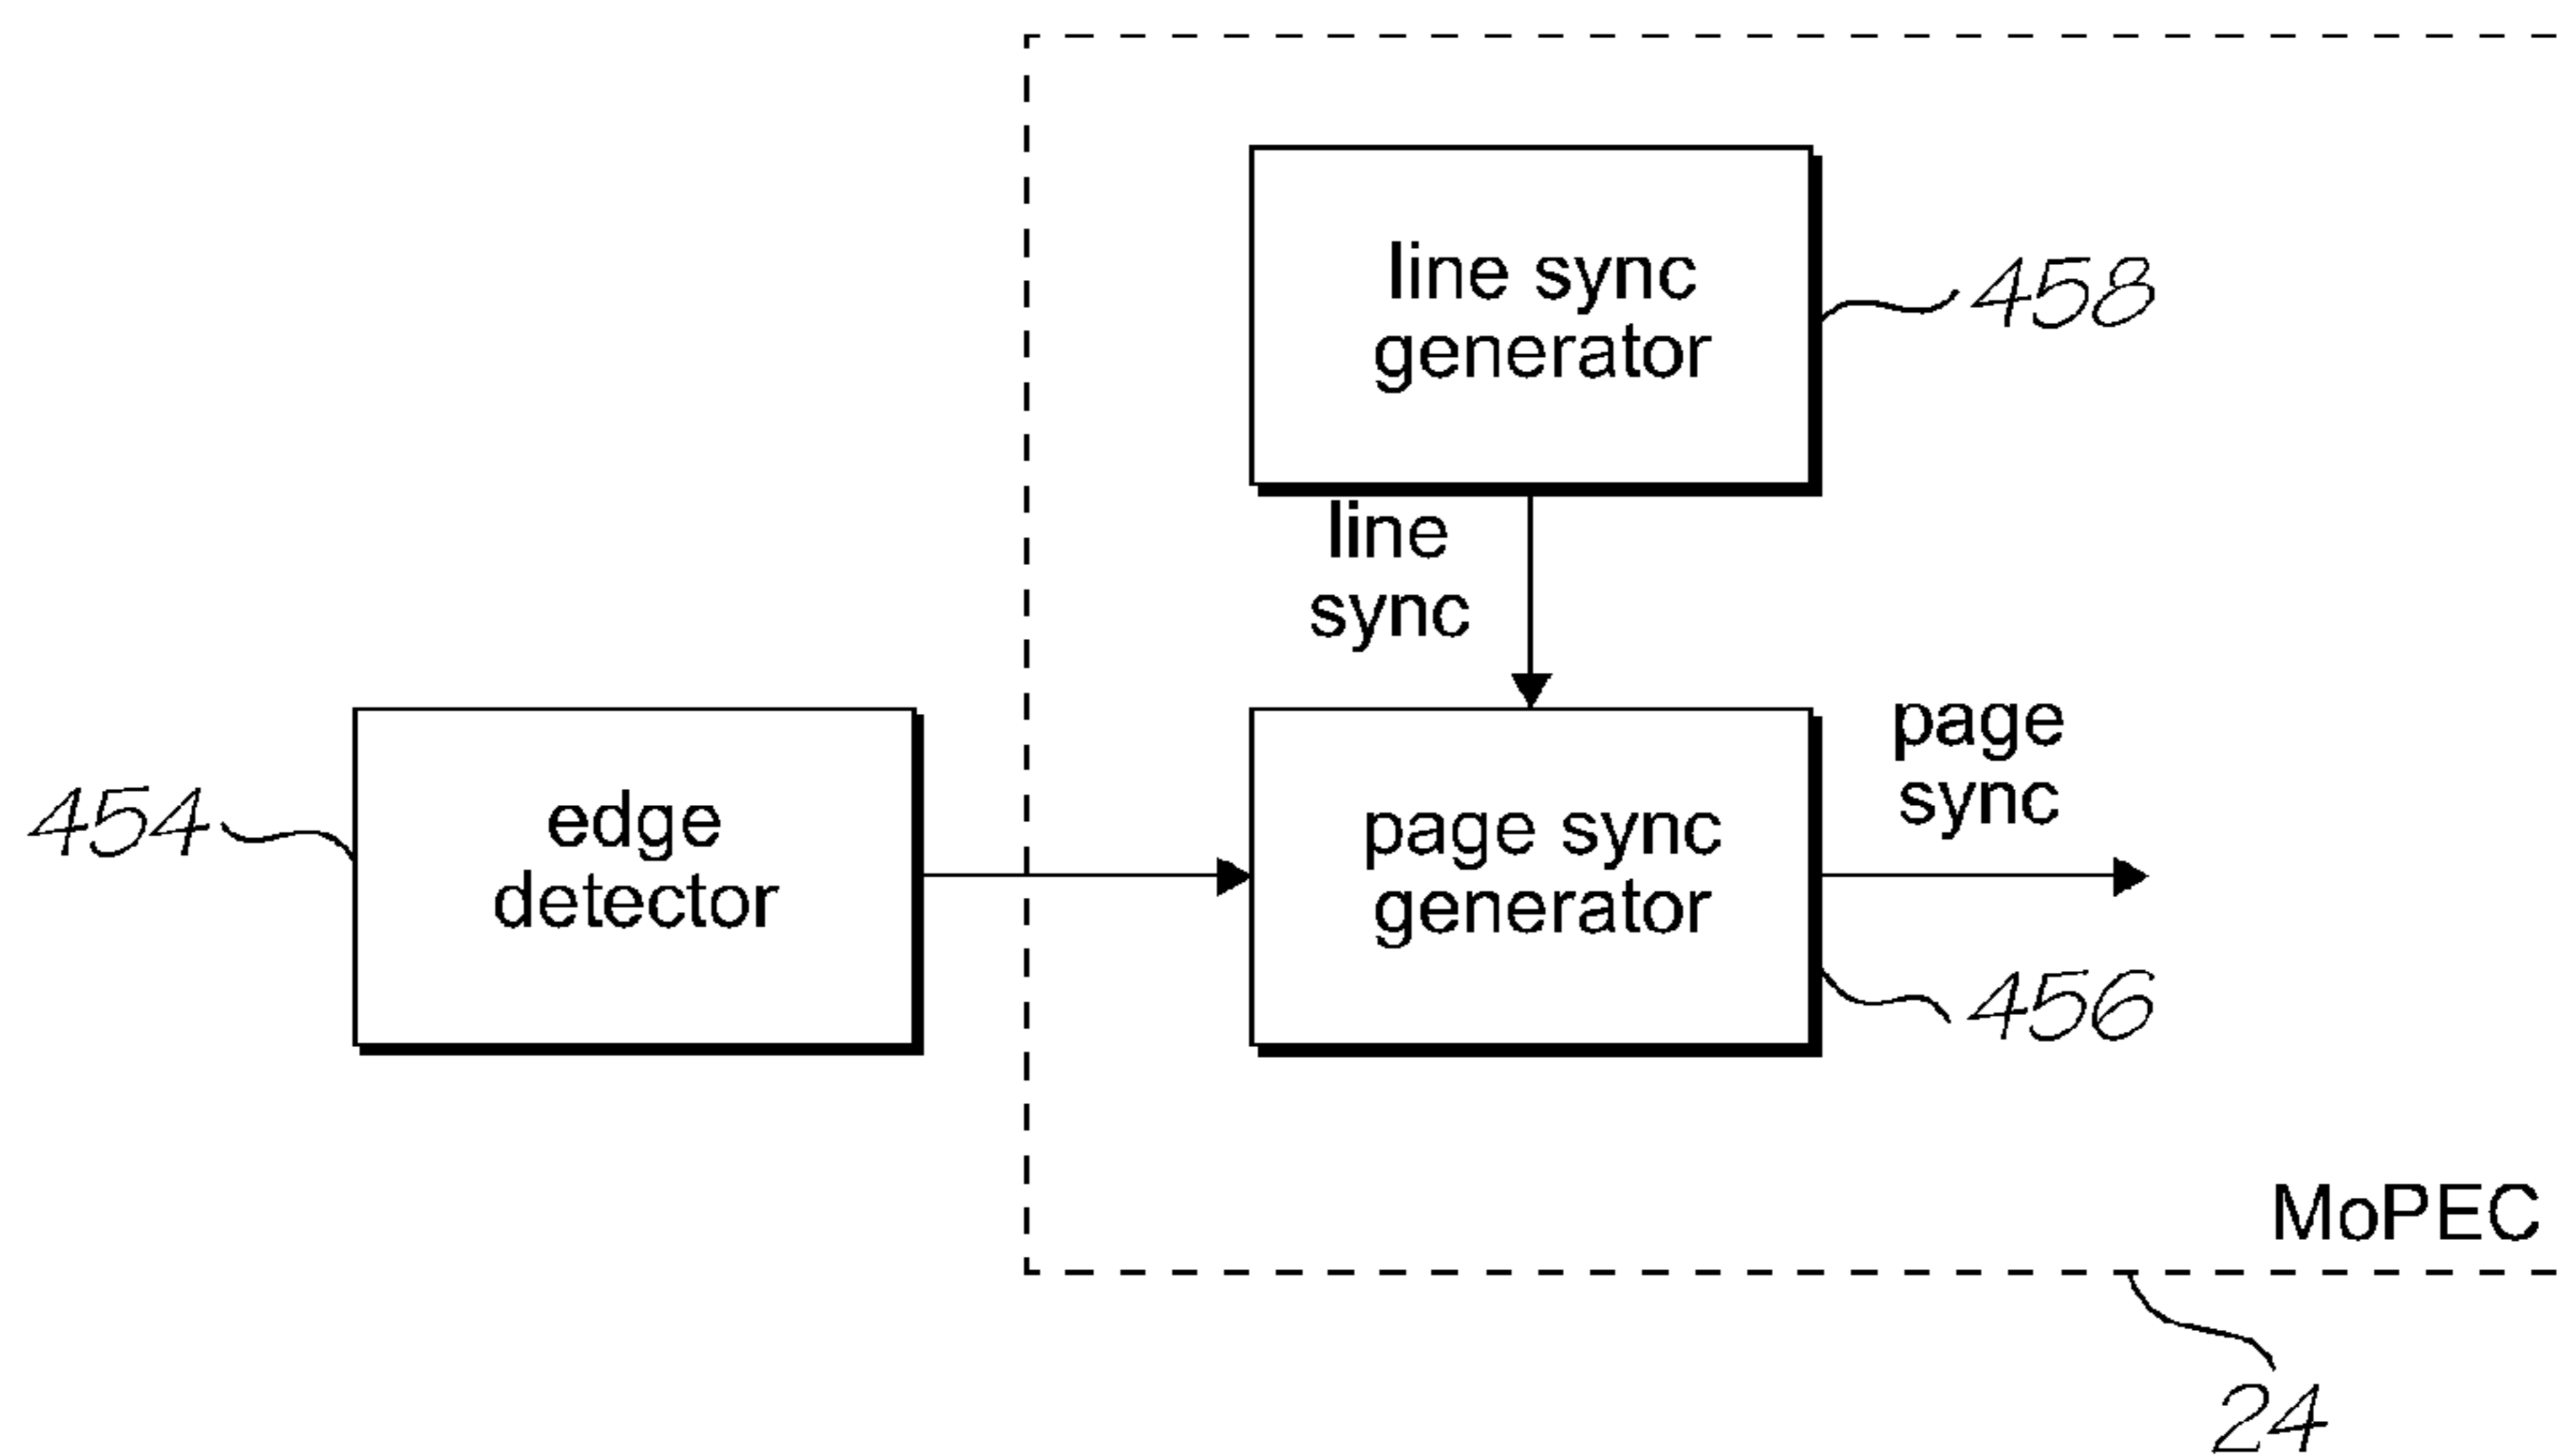 line sync
generator
458
line
sync
454
edge
detector
page sync
generator
page
sync
456
MoPEC
24